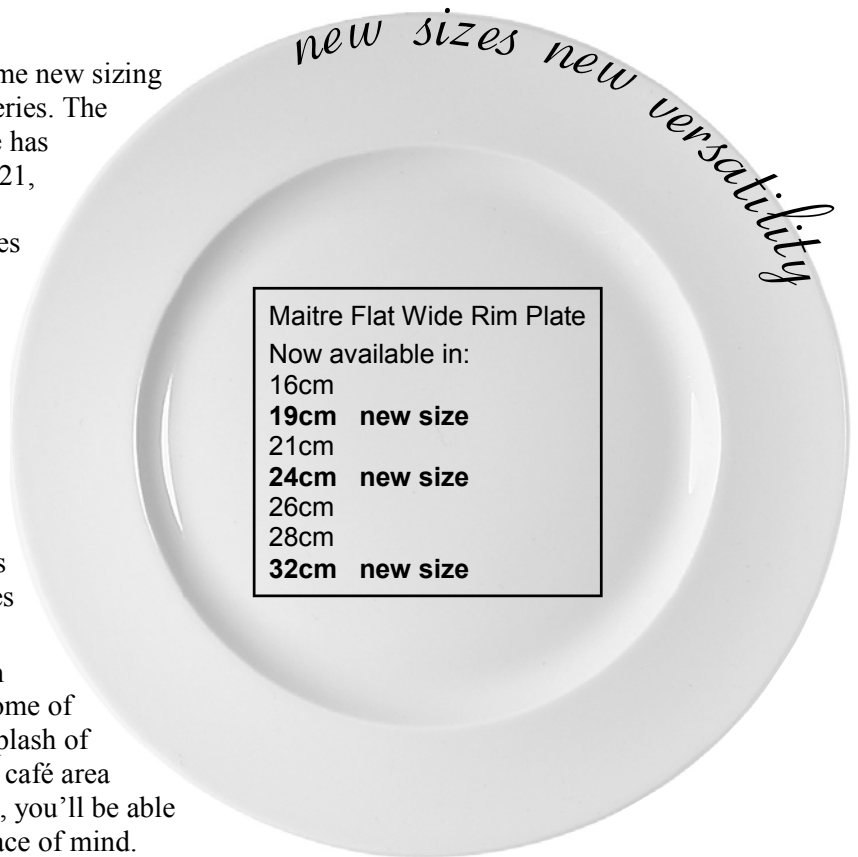 new sizes new versatility
me new sizing
eries. The
e has
21,
es
Maitre Flat Wide Rim Plate
Now available in:
16cm
19cm new size
21cm
24cm new size
26cm
28cm
32cm new size
s
es
n
ome of
plash of
café area
, you’ll be able
ace of mind.